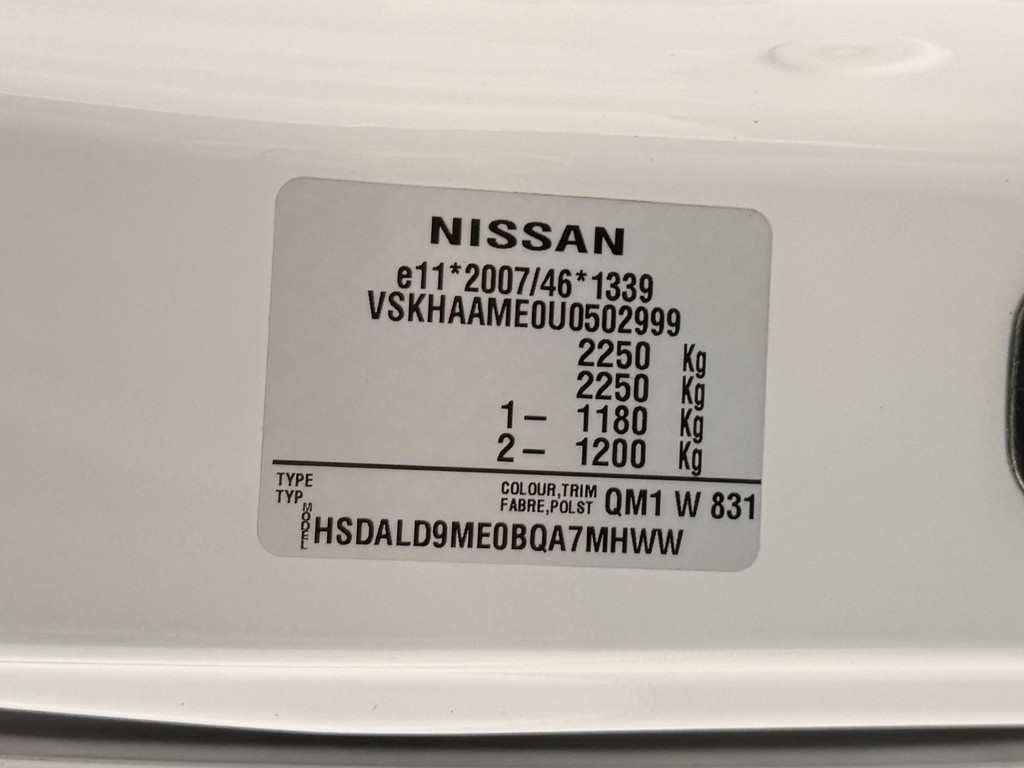 NISSAN
e11*2007/46*1339
VSKHAAME0U0502999
2250 Kg
2250 Kg
1– 1180 Kg
2– 1200 Kg
TYPE
TYP
COLOUR,TRIM
FABRE,POLST
QM1 W 831
MODEL
HSDALD9ME0BQA7MHWW